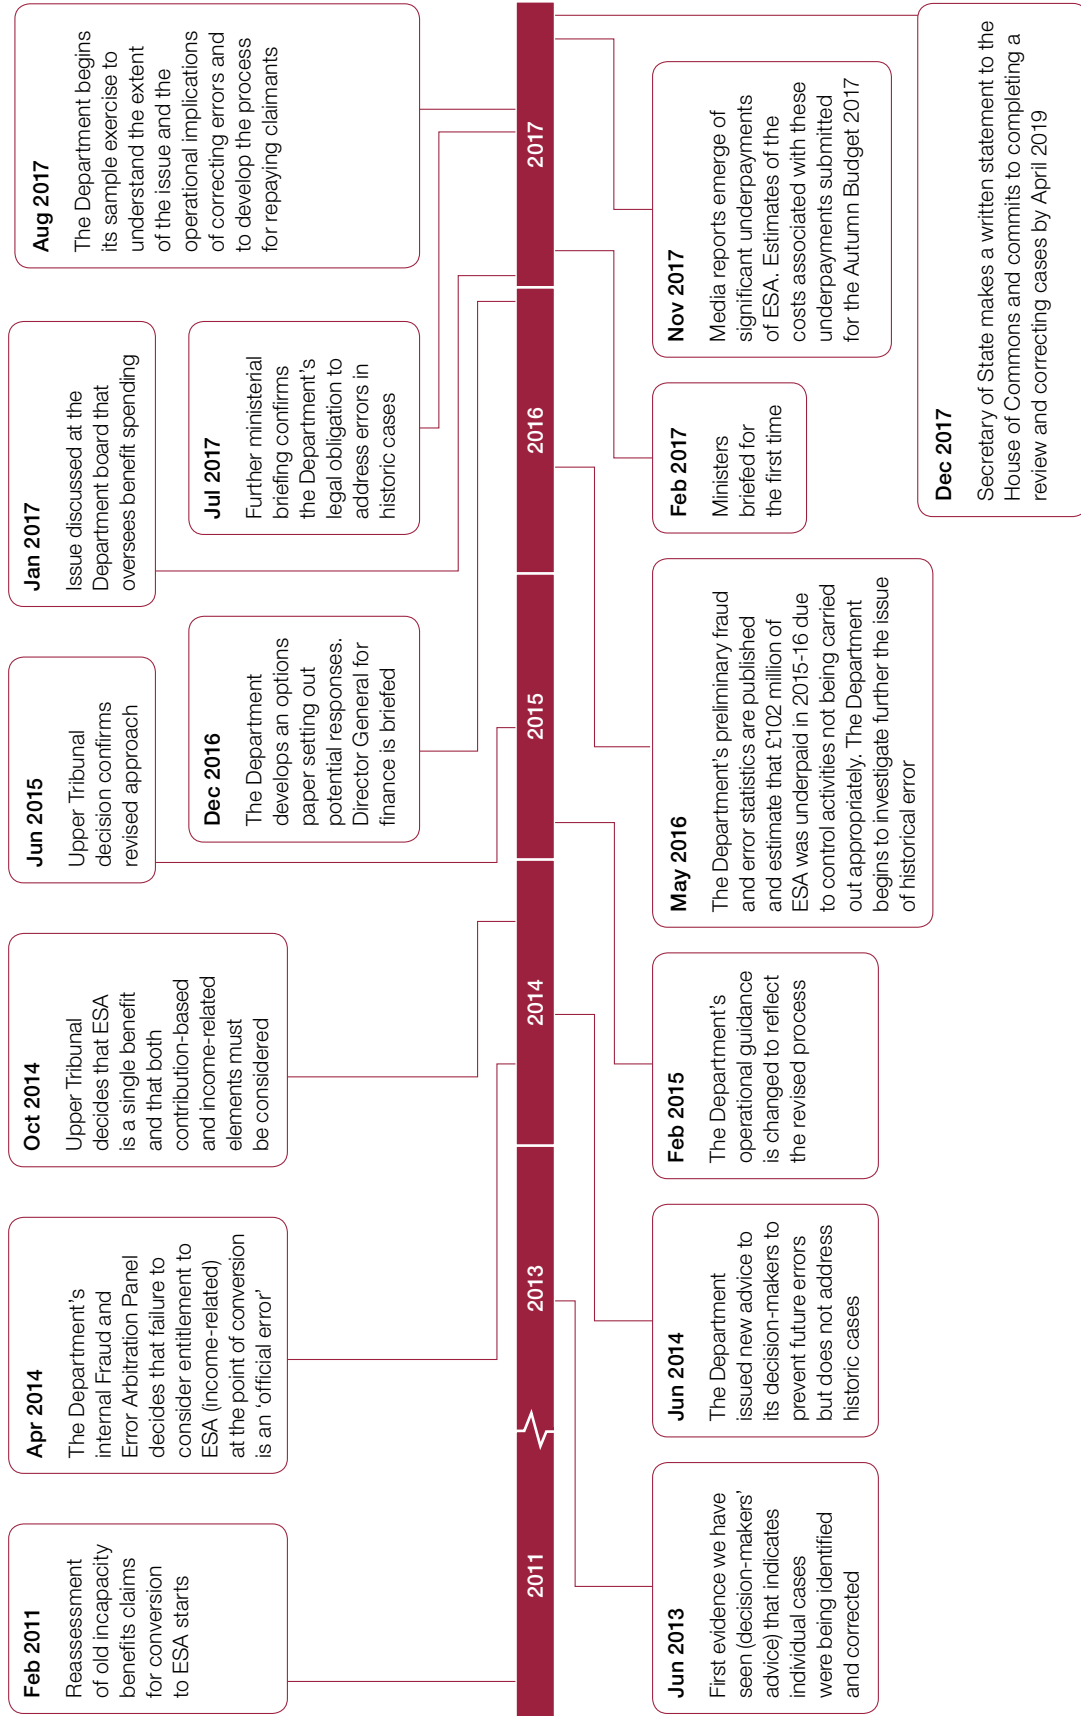 Feb 2011
Reassessment
of old incapacity
benefits claims
for conversion
to ESA starts
Apr 2014
The Department's
internal Fraud and
Error Arbitration Panel
decides that failure to
consider entitlement to
ESA (income-related)
at the point of conversion
is an ‘official error’
Oct 2014
Upper Tribunal
decides that ESA
is a single benefit
and that both
contribution-based
and income-related
elements must
be considered
Jun 2015
Upper Tribunal
decision confirms
revised approach
Dec 2016
The Department
develops an options
paper setting out
potential responses.
Director General for
finance is briefed
Jan 2017
Issue discussed at the
Department board that
oversees benefit spending
Jul 2017
Further ministerial
briefing confirms
the Department's
legal obligation to
address errors in
historic cases
Aug 2017
The Department begins
its sample exercise to
understand the extent
of the issue and the
operational implications
of correcting errors and
to develop the process
for repaying claimants
2011
2013
2014
2015
2016
2017
Jun 2013
First evidence we have
seen (decision-makers’
advice) that indicates
individual cases
were being identified
and corrected
Jun 2014
The Department
issued new advice to
its decision-makers to
prevent future errors
but does not address
historic cases
Feb 2015
The Department's
operational guidance
is changed to reflect
the revised process
May 2016
The Department's preliminary fraud
and error statistics are published
and estimate that £102 million of
ESA was underpaid in 2015-16 due
to control activities not being carried
out appropriately. The Department
begins to investigate further the issue
of historical error
Feb 2017
Ministers
briefed for
the first time
Nov 2017
Media reports emerge of
significant underpayments
of ESA. Estimates of the
costs associated with these
underpayments submitted
for the Autumn Budget 2017
Dec 2017
Secretary of State makes a written statement to the
House of Commons and commits to completing a
review and correcting cases by April 2019